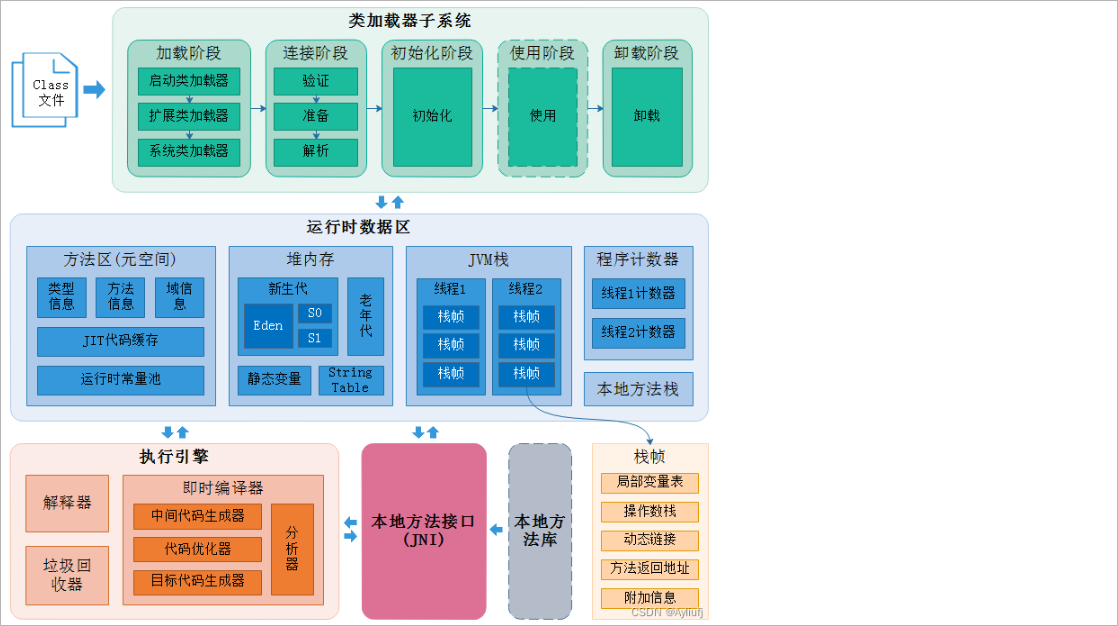 类加载器子系统
Class
文件
加载阶段
启动类加载器
扩展类加载器
系统类加载器
连接阶段
验证
准备
解析
初始化阶段
初始化
使用阶段
使用
卸载阶段
卸载
运行时数据区
方法区(元空间)
类型
信息
方法
信息
域信
息
JIT代码缓存
运行时常量池
堆内存
新生代
Eden
S0
S1
老
年
代
静态变量
String
Table
JVM栈
线程1
栈帧
栈帧
栈帧
线程2
栈帧
栈帧
栈帧
程序计数器
线程1计数器
线程2计数器
本地方法栈
执行引擎
解释器
垃圾回
收器
即时编译器
中间代码生成器
代码优化器
目标代码生成器
分
析
器
本地方法接口
(JNI)
本地方
法库
栈帧
局部变量表
操作数栈
动态链接
方法返回地址
附加信息
CSDN @Ayliufj